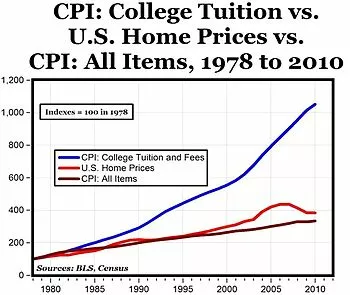 CPI: College Tuition vs.
U.S. Home Prices vs.
CPI: All Items, 1978 to 2010
1,200
Indexes = 100 in 1978
1,000
800
CPI: College Tuition and Fees
U.S. Home Prices
CPI: All Items
600
400
200
Sources: BLS, Census
0
1980 1985 1990 1995 2000 2005 2010